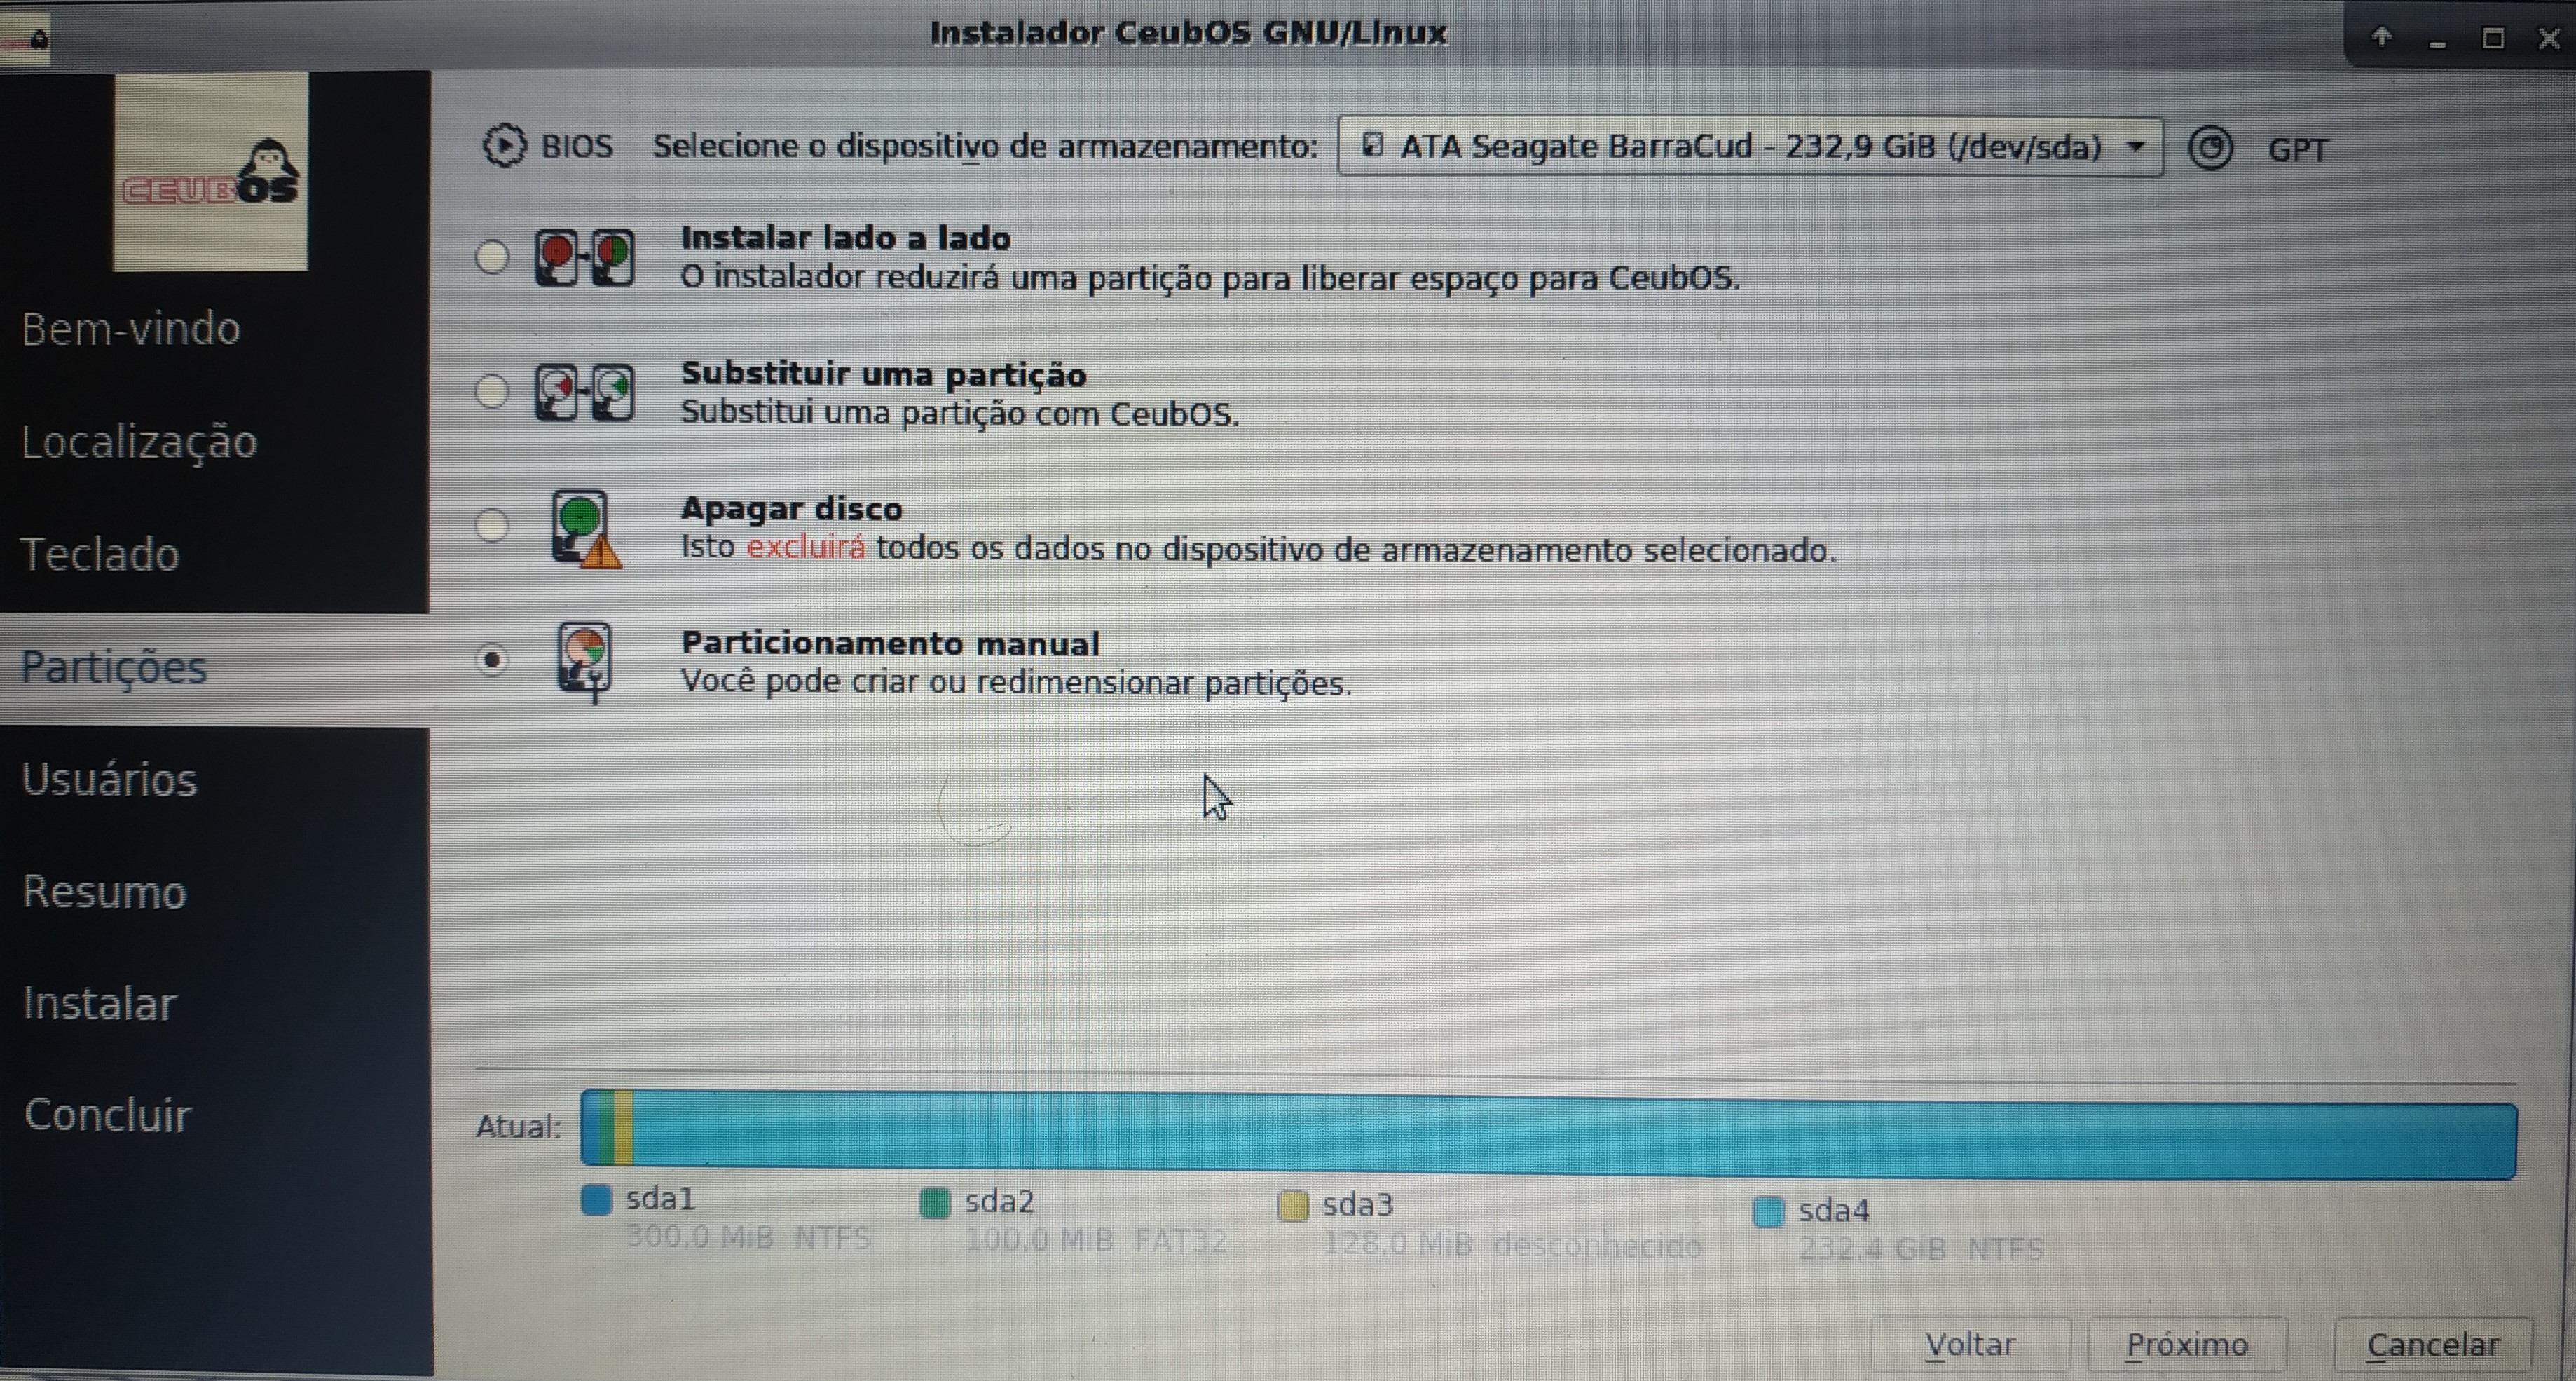 Instalador CeubOS GNU/Linux
CEUBOS
Bem-vindo
Localização
Teclado
Partições
Usuários
Resumo
Instalar
Concluir
BIOS Selecione o dispositivo de armazenamento: ATA Seagate BarraCud - 232,9 GiB (/dev/sda) GPT
Instalar lado a lado
O instalador reduzirá uma partição para liberar espaço para CeubOS.
Substituir uma partição
Substitui uma partição com CeubOS.
Apagar disco
Isto excluirá todos os dados no dispositivo de armazenamento selecionado.
Particionamento manual
Você pode criar ou redimensionar partições.
Atual:
sda1 sda2 sda3 sda4
300,0 MiB NTFS 100,0 MiB FAT32 128,0 MiB desconhecido 232,4 GiB NTFS
Voltar Próximo Cancelar